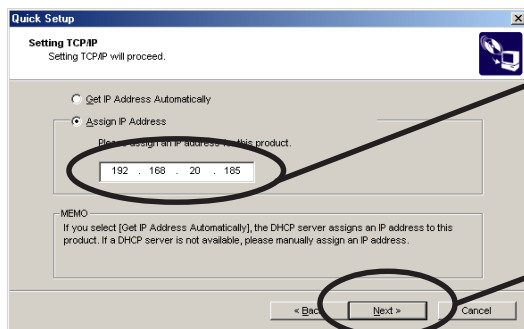 Quick Setup
Setting TCP/IP
Setting TCP/IP will proceed.
Get IP Address Automatically
Assign IP Address
Please assign an IP address for this product.
192 . 168 . 20 . 185
MEMO
If you select [Get IP Address Automatically], the DHCP server assigns an IP address to this
product. If a DHCP server is not available, please manually assign an IP address.
< Back
Next >
Cancel